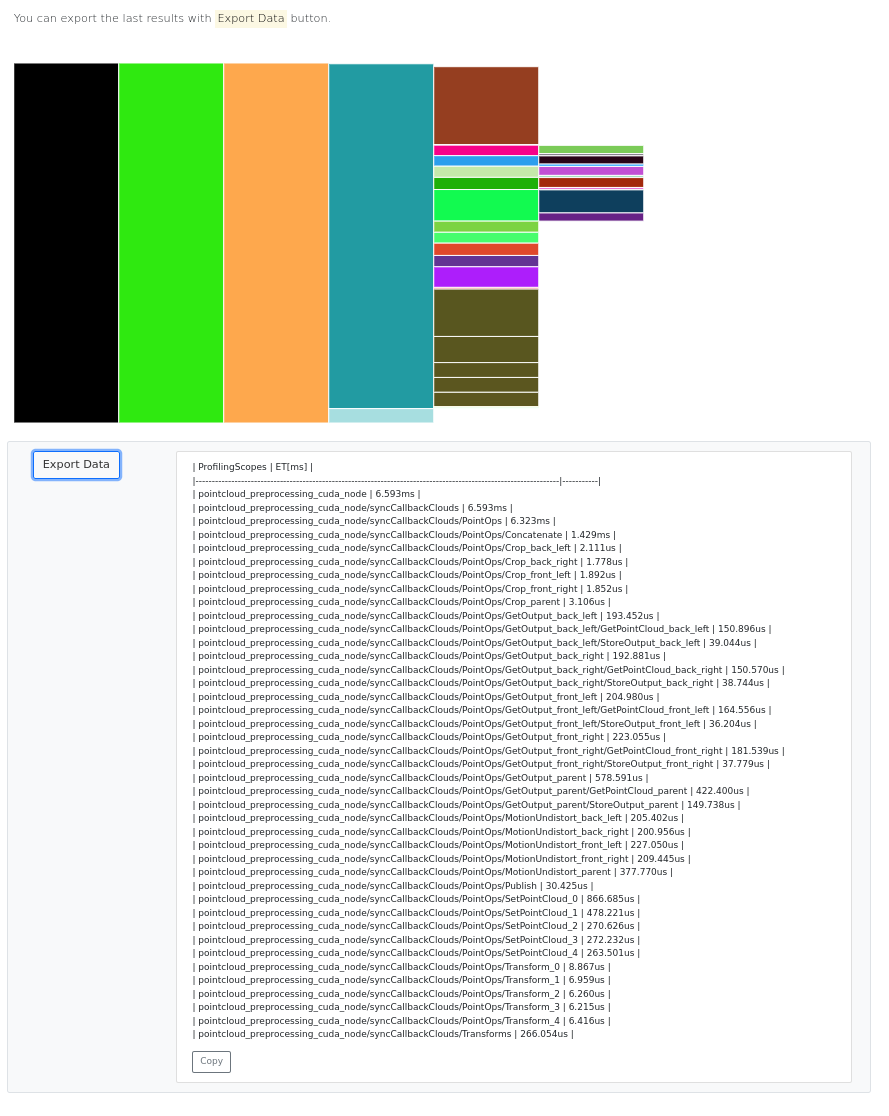 You can export the last results with Export Data button.
Export Data
| ProfilingScopes | ET[ms] |
|----------------------------------------------------------------------------------------------------------------|-----------|
| pointcloud_preprocessing_cuda_node | 6.593ms |
| pointcloud_preprocessing_cuda_node/syncCallbackClouds | 6.593ms |
| pointcloud_preprocessing_cuda_node/syncCallbackClouds/PointOps | 6.323ms |
| pointcloud_preprocessing_cuda_node/syncCallbackClouds/PointOps/Concatenate | 1.429ms |
| pointcloud_preprocessing_cuda_node/syncCallbackClouds/PointOps/Crop_back_left | 2.111us |
| pointcloud_preprocessing_cuda_node/syncCallbackClouds/PointOps/Crop_back_right | 1.778us |
| pointcloud_preprocessing_cuda_node/syncCallbackClouds/PointOps/Crop_front_left | 1.892us |
| pointcloud_preprocessing_cuda_node/syncCallbackClouds/PointOps/Crop_front_right | 1.852us |
| pointcloud_preprocessing_cuda_node/syncCallbackClouds/PointOps/Crop_parent | 3.106us |
| pointcloud_preprocessing_cuda_node/syncCallbackClouds/PointOps/GetOutput_back_left | 193.452us |
| pointcloud_preprocessing_cuda_node/syncCallbackClouds/PointOps/GetOutput_back_left/GetPointCloud_back_left | 150.896us |
| pointcloud_preprocessing_cuda_node/syncCallbackClouds/PointOps/GetOutput_back_left/StoreOutput_back_left | 39.044us |
| pointcloud_preprocessing_cuda_node/syncCallbackClouds/PointOps/GetOutput_back_right | 192.881us |
| pointcloud_preprocessing_cuda_node/syncCallbackClouds/PointOps/GetOutput_back_right/GetPointCloud_back_right | 150.570us |
| pointcloud_preprocessing_cuda_node/syncCallbackClouds/PointOps/GetOutput_back_right/StoreOutput_back_right | 38.744us |
| pointcloud_preprocessing_cuda_node/syncCallbackClouds/PointOps/GetOutput_front_left | 204.980us |
| pointcloud_preprocessing_cuda_node/syncCallbackClouds/PointOps/GetOutput_front_left/GetPointCloud_front_left | 164.556us |
| pointcloud_preprocessing_cuda_node/syncCallbackClouds/PointOps/GetOutput_front_left/StoreOutput_front_left | 36.204us |
| pointcloud_preprocessing_cuda_node/syncCallbackClouds/PointOps/GetOutput_front_right | 223.055us |
| pointcloud_preprocessing_cuda_node/syncCallbackClouds/PointOps/GetOutput_front_right/GetPointCloud_front_right | 181.539us |
| pointcloud_preprocessing_cuda_node/syncCallbackClouds/PointOps/GetOutput_front_right/StoreOutput_front_right | 37.779us |
| pointcloud_preprocessing_cuda_node/syncCallbackClouds/PointOps/GetOutput_parent | 578.591us |
| pointcloud_preprocessing_cuda_node/syncCallbackClouds/PointOps/GetOutput_parent/GetPointCloud_parent | 422.400us |
| pointcloud_preprocessing_cuda_node/syncCallbackClouds/PointOps/GetOutput_parent/StoreOutput_parent | 149.738us |
| pointcloud_preprocessing_cuda_node/syncCallbackClouds/PointOps/MotionUndistort_back_left | 205.402us |
| pointcloud_preprocessing_cuda_node/syncCallbackClouds/PointOps/MotionUndistort_back_right | 200.956us |
| pointcloud_preprocessing_cuda_node/syncCallbackClouds/PointOps/MotionUndistort_front_left | 227.050us |
| pointcloud_preprocessing_cuda_node/syncCallbackClouds/PointOps/MotionUndistort_front_right | 209.445us |
| pointcloud_preprocessing_cuda_node/syncCallbackClouds/PointOps/MotionUndistort_parent | 377.770us |
| pointcloud_preprocessing_cuda_node/syncCallbackClouds/PointOps/Publish | 30.425us |
| pointcloud_preprocessing_cuda_node/syncCallbackClouds/PointOps/SetPointCloud_0 | 866.685us |
| pointcloud_preprocessing_cuda_node/syncCallbackClouds/PointOps/SetPointCloud_1 | 478.221us |
| pointcloud_preprocessing_cuda_node/syncCallbackClouds/PointOps/SetPointCloud_2 | 270.626us |
| pointcloud_preprocessing_cuda_node/syncCallbackClouds/PointOps/SetPointCloud_3 | 272.232us |
| pointcloud_preprocessing_cuda_node/syncCallbackClouds/PointOps/SetPointCloud_4 | 263.501us |
| pointcloud_preprocessing_cuda_node/syncCallbackClouds/PointOps/Transform_0 | 8.867us |
| pointcloud_preprocessing_cuda_node/syncCallbackClouds/PointOps/Transform_1 | 6.959us |
| pointcloud_preprocessing_cuda_node/syncCallbackClouds/PointOps/Transform_2 | 6.260us |
| pointcloud_preprocessing_cuda_node/syncCallbackClouds/PointOps/Transform_3 | 6.215us |
| pointcloud_preprocessing_cuda_node/syncCallbackClouds/PointOps/Transform_4 | 6.416us |
| pointcloud_preprocessing_cuda_node/syncCallbackClouds/Transforms | 266.054us |
Copy